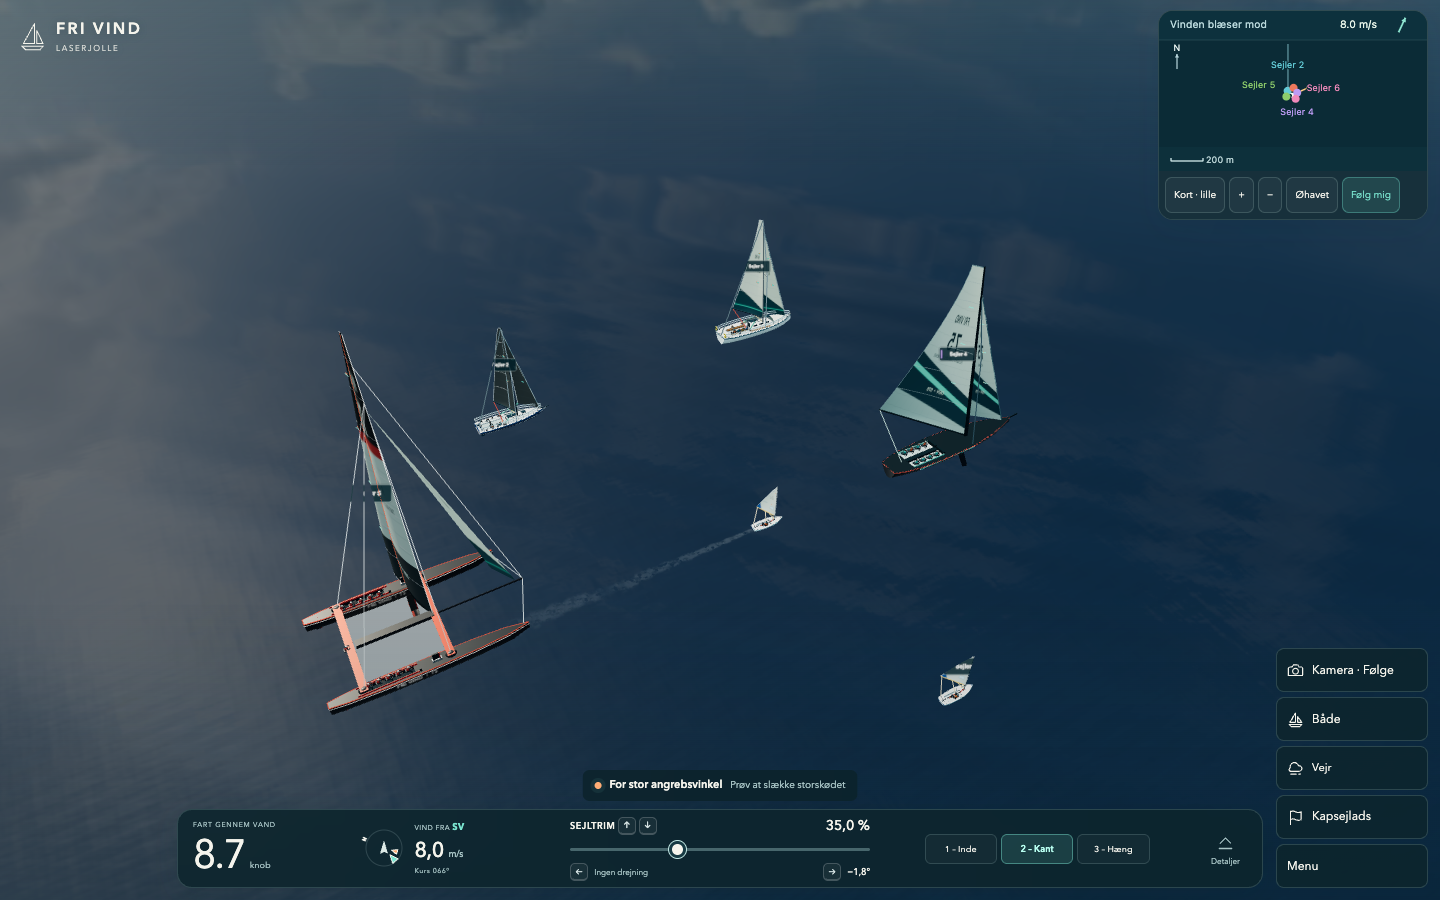 FRI VIND
LASERJOLLE
Vinden blæser mod 8.0 m/s
N
Sejler 2
Sejler 5
Sejler 6
Sejler 4
200 m
Kort · lille + − Øhavet Følg mig
Kamera · Følge
Både
Vejr
Kapsejlads
Menu
For stor angrebsvinkel Prøv at slække storskødet
FART GENNEM VAND
8.7 knob
VIND FRA SV
8,0 m/s
Kurs 066°
SEJLTRIM ↑ ↓ 35,0 %
← Ingen drejning → −1,8°
1 - Inde 2 - Kant 3 - Hæng
Detaljer